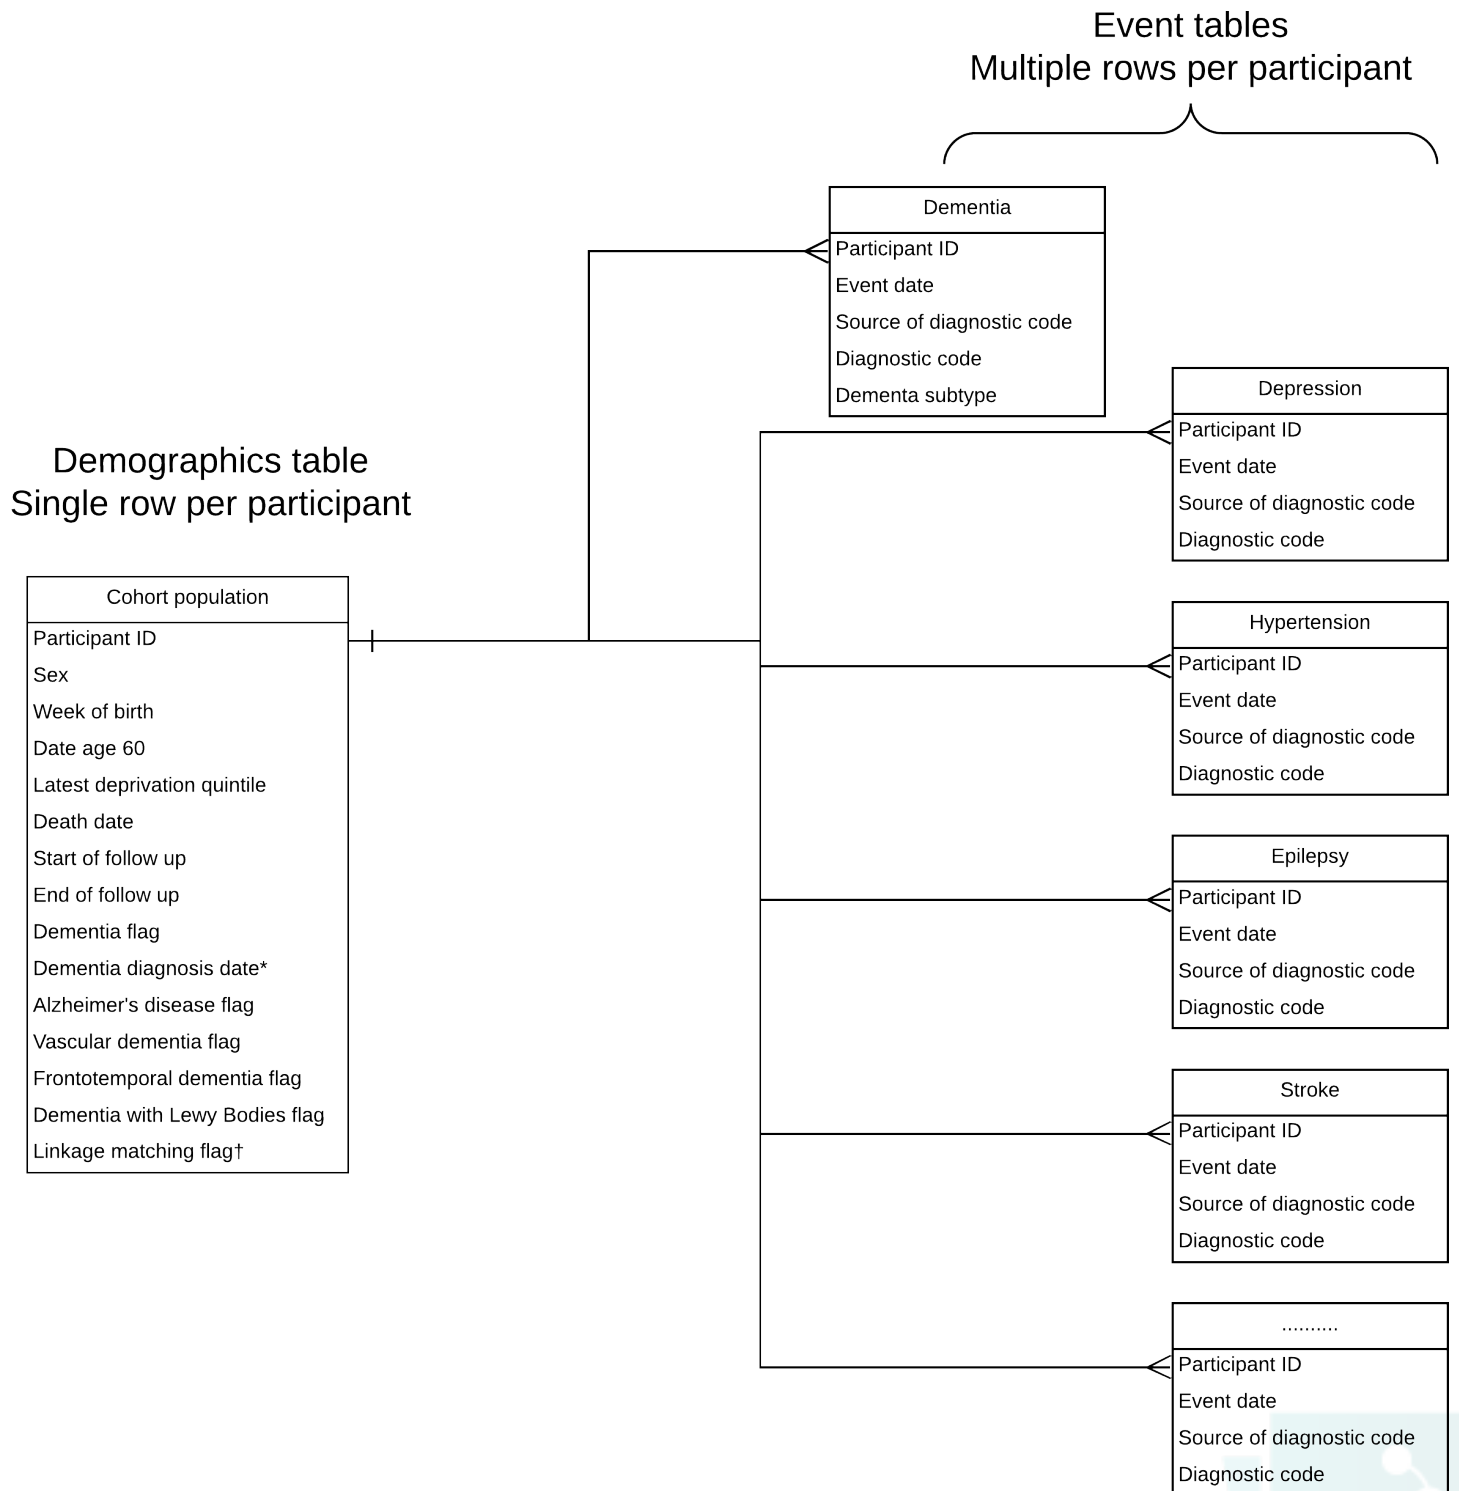 Event tables
Multiple rows per participant
Dementia
Participant ID
Event date
Source of diagnostic code
Diagnostic code
Dementa subtype
Demographics table
Single row per participant
Cohort population
Participant ID
Sex
Week of birth
Date age 60
Latest deprivation quintile
Death date
Start of follow up
End of follow up
Dementia flag
Dementia diagnosis date*
Alzheimer's disease flag
Vascular dementia flag
Frontotemporal dementia flag
Dementia with Lewy Bodies flag
Linkage matching flag†
Depression
Participant ID
Event date
Source of diagnostic code
Diagnostic code
Hypertension
Participant ID
Event date
Source of diagnostic code
Diagnostic code
Epilepsy
Participant ID
Event date
Source of diagnostic code
Diagnostic code
Stroke
Participant ID
Event date
Source of diagnostic code
Diagnostic code
..........
Participant ID
Event date
Source of diagnostic code
Diagnostic code